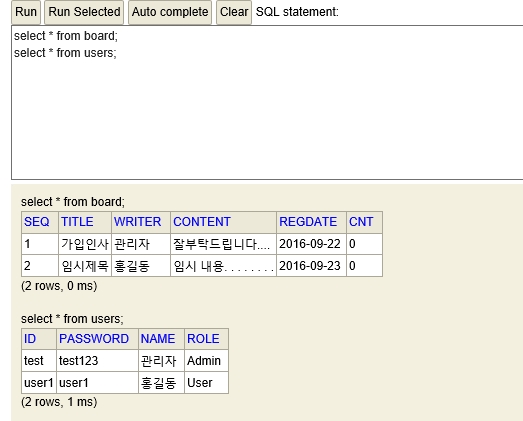 Run Run Selected Auto complete Clear SQL statement:
select * from board;
select * from users;
select * from board;
SEQ TITLE WRITER CONTENT REGDATE CNT
1 가입인사 관리자 잘부탁드립니다.... 2016-09-22 0
2 임시제목 홍길동 임시 내용. . . . . . . . 2016-09-23 0
(2 rows, 0 ms)
select * from users;
ID PASSWORD NAME ROLE
test test123 관리자 Admin
user1 user1 홍길동 User
(2 rows, 1 ms)